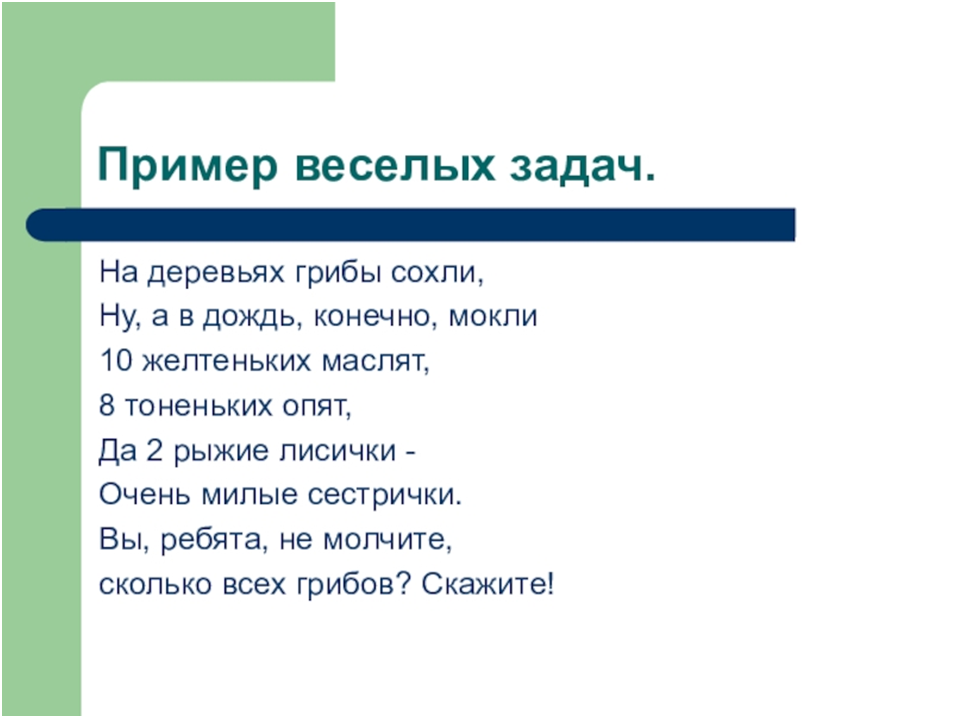 Пример веселых задач.
На деревьях грибы сохли,
Ну, а в дождь, конечно, мокли
10 желтеньких маслят,
8 тоненьких опят,
Да 2 рыжие лисички -
Очень милые сестрички.
Вы, ребята, не молчите,
сколько всех грибов? Скажите!